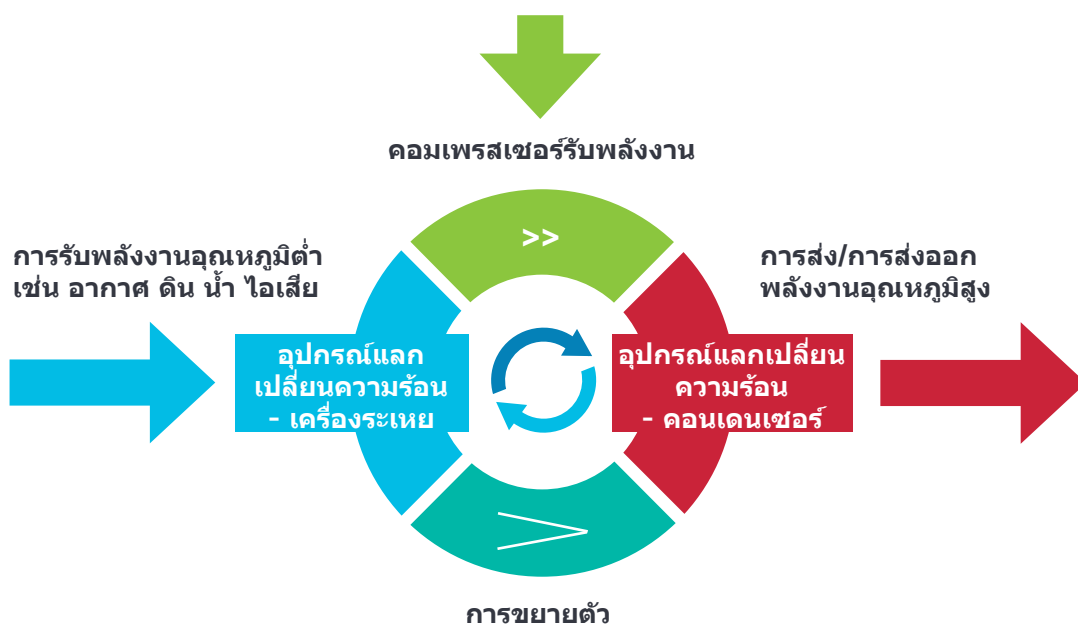 คอมเพรสเซอร์รับพลังงาน
>>
การรับพลังงานอุณหภูมิต่ำ
เช่น อากาศ ดิน น้ำ ไอเสีย
การส่ง/การส่งออก
พลังงานอุณหภูมิสูง
อุปกรณ์แลก
เปลี่ยนความร้อน
- เครื่องระเหย
อุปกรณ์แลกเปลี่ยน
ความร้อน
- คอนเดนเซอร์
การขยายตัว